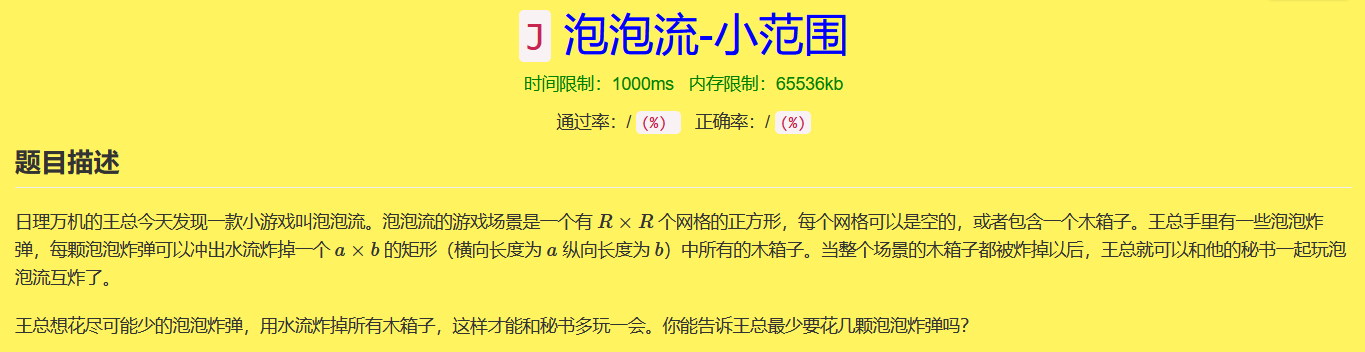 J 泡泡流-小范围
时间限制：1000ms 内存限制：65536kb
通过率：/ (%) 正确率：/ (%)
题目描述
日理万机的王总今天发现一款小游戏叫泡泡流。泡泡流的游戏场景是一个有 R × R 个网格的正方形，每个网格可以是空的，或者包含一个木箱子。王总手里有一些泡泡炸
弹，每颗泡泡炸弹可以冲出水流炸掉一个 a × b 的矩形（横向长度为 a 纵向长度为 b）中所有的木箱子。当整个场景的木箱子都被炸掉以后，王总就可以和他的秘书一起玩泡
泡流互炸了。
王总想花尽可能少的泡泡炸弹，用水流炸掉所有木箱子，这样才能和秘书多玩一会。你能告诉王总最少要花几颗泡泡炸弹吗？